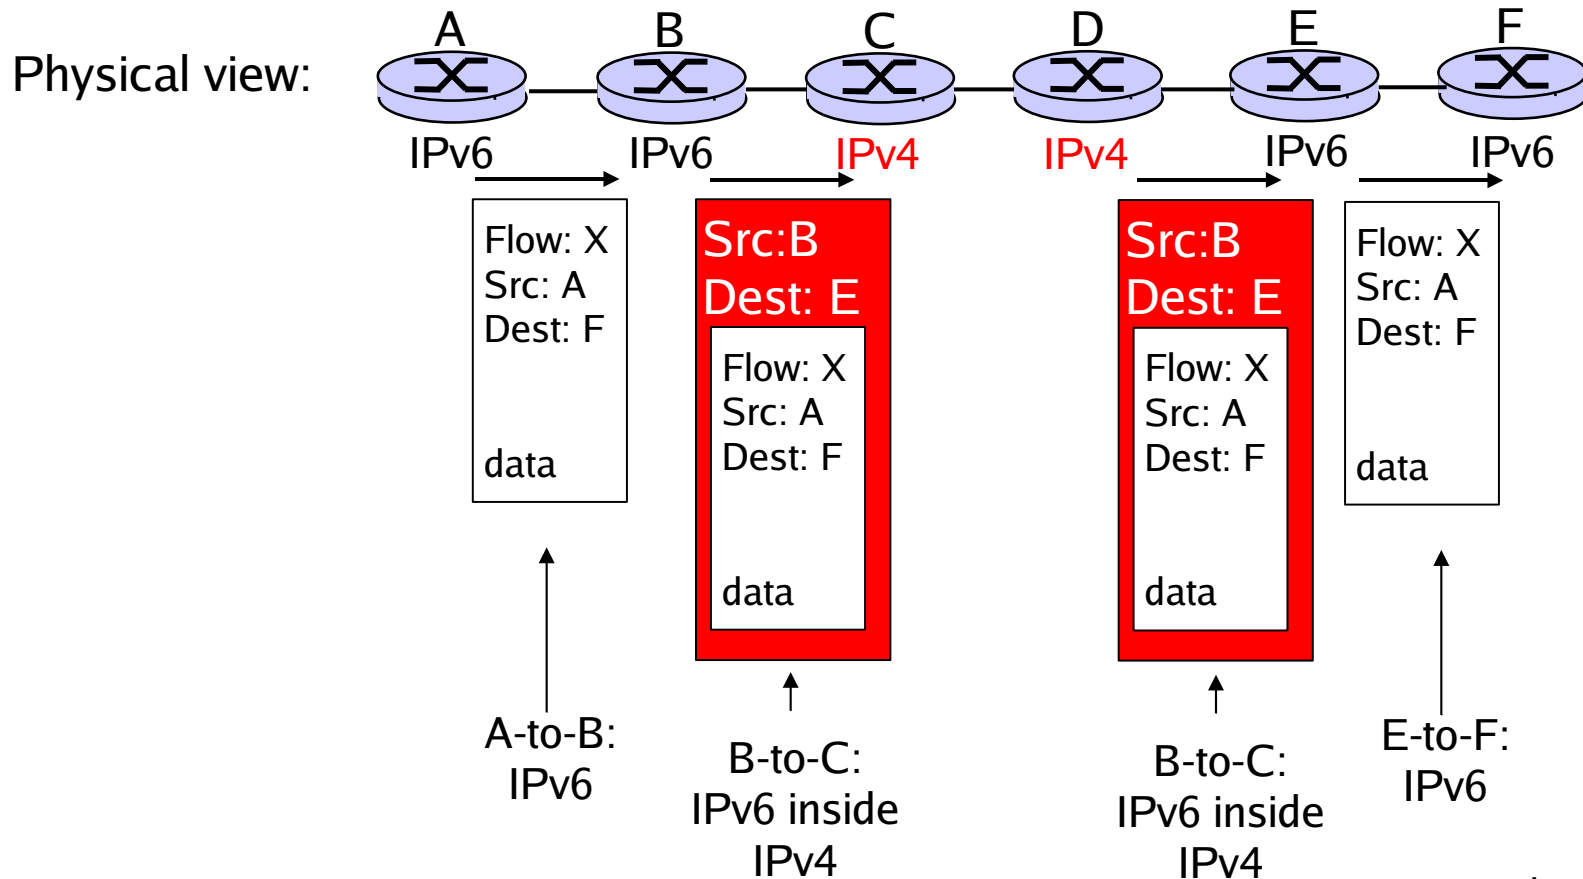 A B C D E F
Physical view:
IPv6 IPv6 IPv4 IPv4 IPv6 IPv6
Flow: X
Src: A
Dest: F
data
Src:B
Dest: E
Flow: X
Src: A
Dest: F
data
Src:B
Dest: E
Flow: X
Src: A
Dest: F
data
Flow: X
Src: A
Dest: F
data
A-to-B:
IPv6
B-to-C:
IPv6 inside
IPv4
B-to-C:
IPv6 inside
IPv4
E-to-F:
IPv6